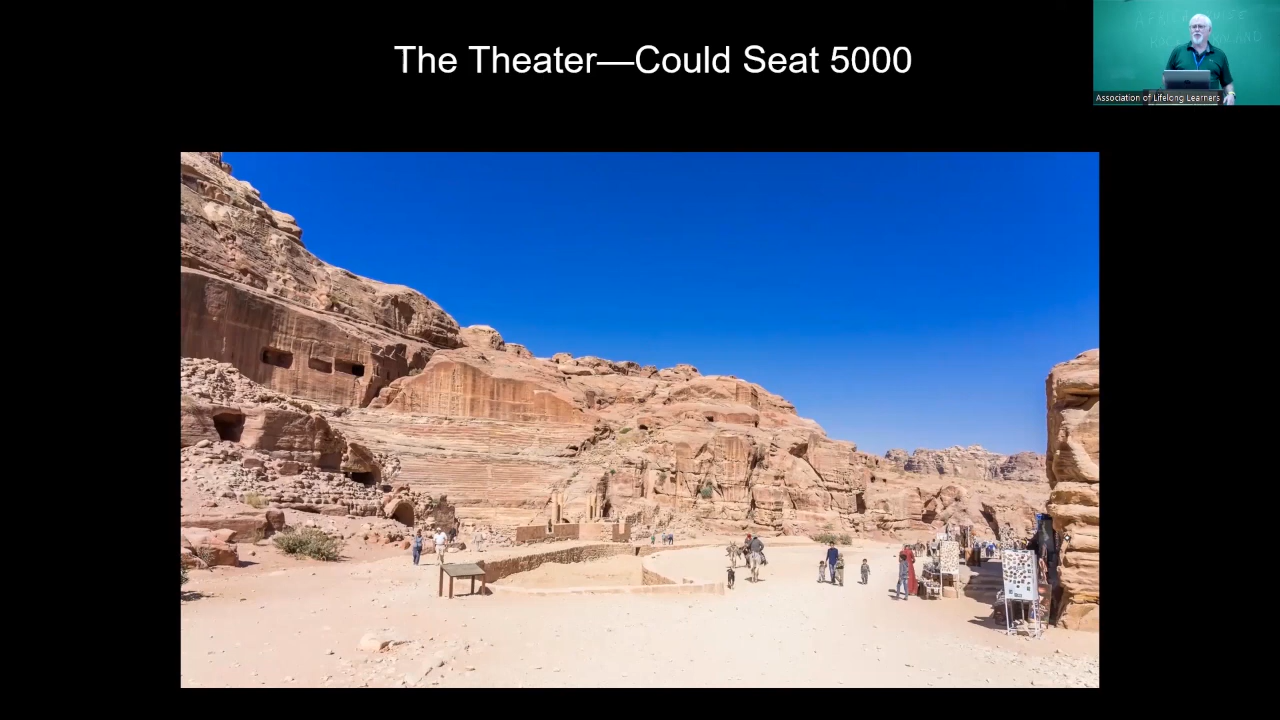 The Theater—Could Seat 5000
Association of Lifelong Learners